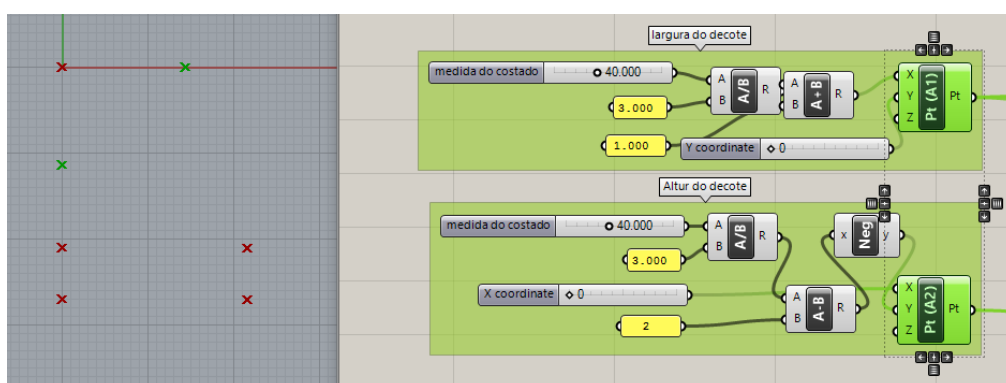 largura do decote
medida do costado 40.000
A
B
A/B
R
A
B
A+B
R
X
Y
Z
Pt (A1)
Pt
3.000
1.000
Y coordinate 0
Altur do decote
medida do costado 40.000
A
B
A/B
R
x
Neg
y
3.000
X coordinate 0
A
B
A-B
R
X
Y
Z
Pt (A2)
Pt
2